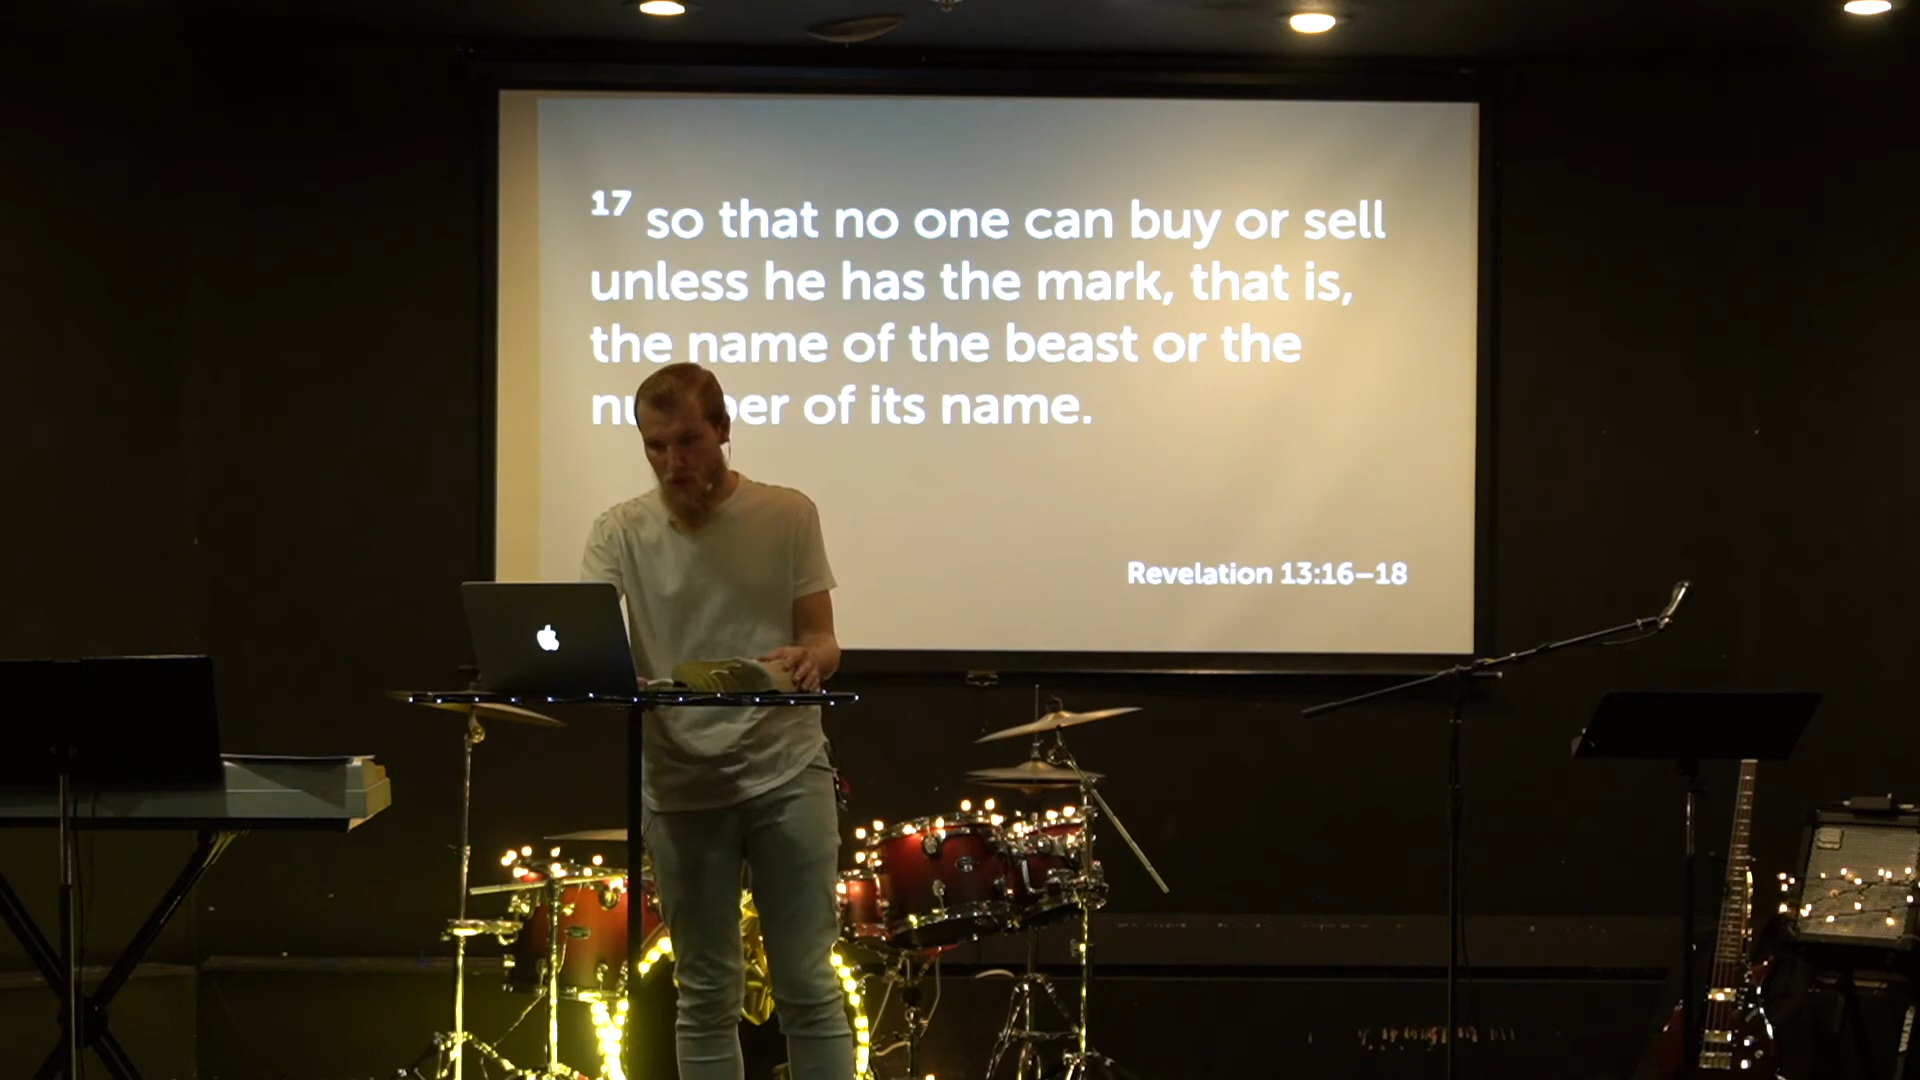 17 so that no one can buy or sell
unless he has the mark, that is,
the name of the beast or the
of its name.
Revelation 13:16–18